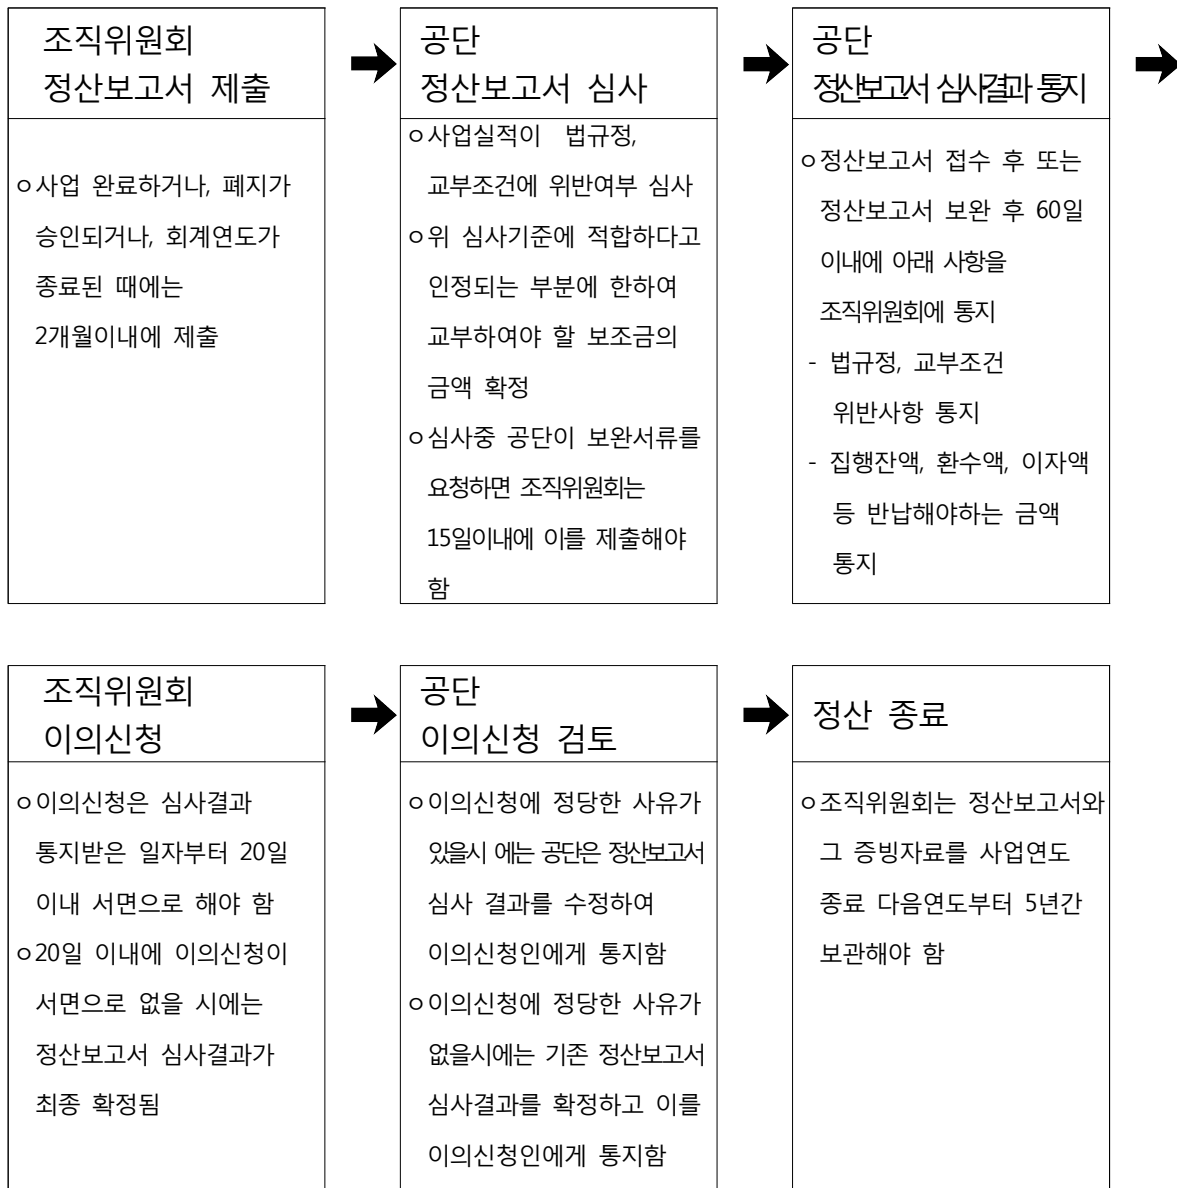 조직위원회
정산보고서 제출
ㅇ사업 완료하거나, 폐지가
승인되거나, 회계연도가
종료된 때에는
2개월이내에 제출
공단
정산보고서 심사
ㅇ사업실적이 법규정,
교부조건에 위반여부 심사
ㅇ위 심사기준에 적합하다고
인정되는 부분에 한하여
교부하여야 할 보조금의
금액 확정
ㅇ심사중 공단이 보완서류를
요청하면 조직위원회는
15일이내에 이를 제출해야
함
공단
정산보고서 심사결과 통지
ㅇ정산보고서 접수 후 또는
정산보고서 보완 후 60일
이내에 아래 사항을
조직위원회에 통지
- 법규정, 교부조건
위반사항 통지
- 집행잔액, 환수액, 이자액
등 반납해야하는 금액
통지
조직위원회
이의신청
ㅇ이의신청은 심사결과
통지받은 일자부터 20일
이내 서면으로 해야 함
ㅇ20일 이내에 이의신청이
서면으로 없을 시에는
정산보고서 심사결과가
최종 확정됨
공단
이의신청 검토
ㅇ이의신청에 정당한 사유가
있을시 에는 공단은 정산보고서
심사 결과를 수정하여
이의신청인에게 통지함
ㅇ이의신청에 정당한 사유가
없을시에는 기존 정산보고서
심사결과를 확정하고 이를
이의신청인에게 통지함
정산 종료
ㅇ조직위원회는 정산보고서와
그 증빙자료를 사업연도
종료 다음연도부터 5년간
보관해야 함